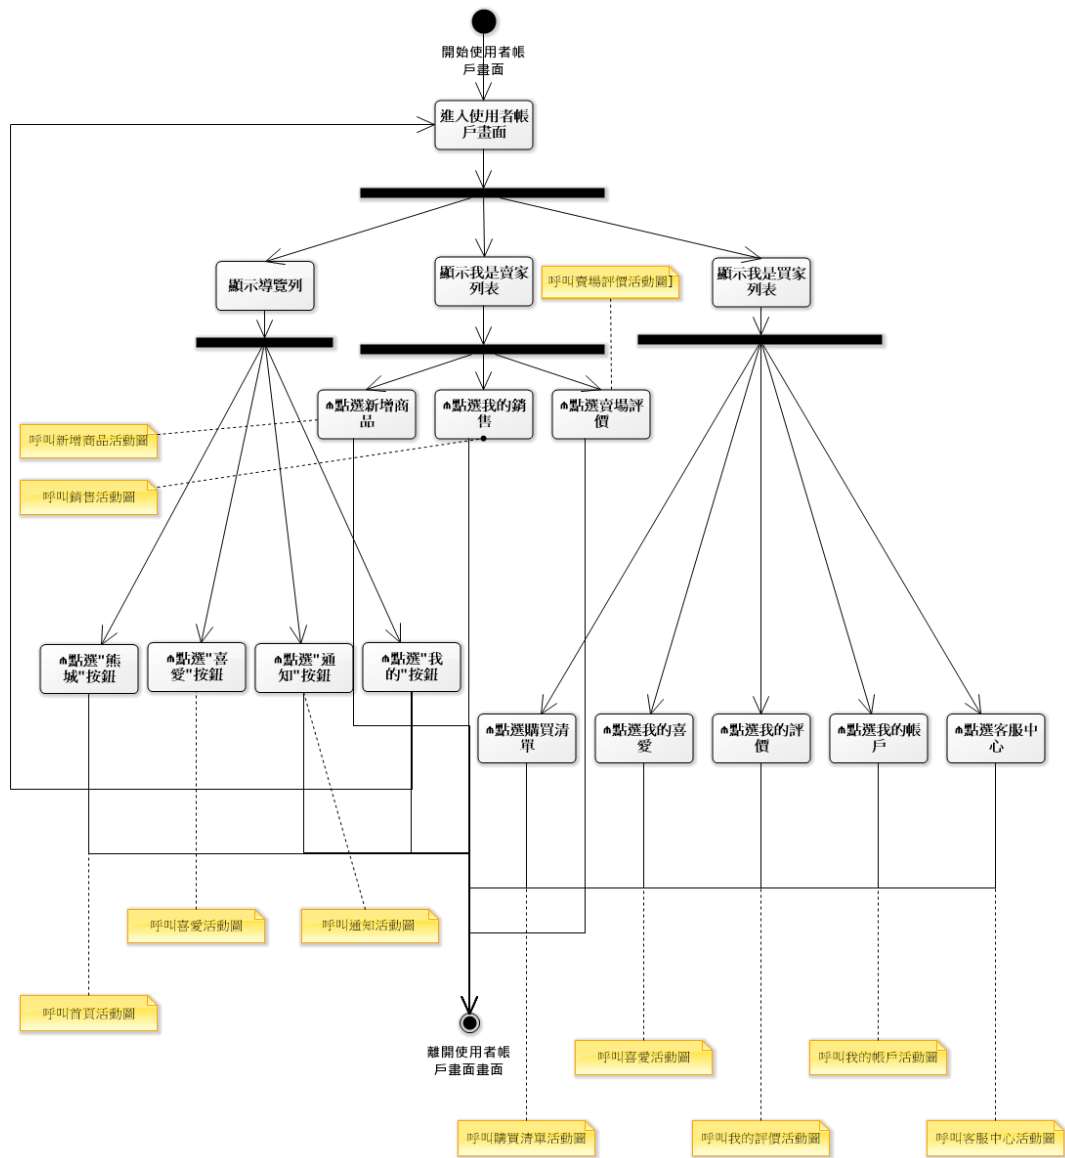 開始使用者帳
戶畫面
進入使用者帳
戶畫面
顯示導覽列
顯示我是賣家
列表
呼叫賣場評價活動圖]
顯示我是買家
列表
點選新增商
品
點選我的銷
售
點選賣場評
價
呼叫新增商品活動圖
呼叫銷售活動圖
點選"熊
城"按鈕
點選"喜
愛"按鈕
點選"通
知"按鈕
點選"我
的"按鈕
點選購買清
單
點選我的喜
愛
點選我的評
價
點選我的帳
戶
點選客服中
心
呼叫喜愛活動圖
呼叫通知活動圖
呼叫首頁活動圖
離開使用者帳
戶畫面畫面
呼叫喜愛活動圖
呼叫我的帳戶活動圖
呼叫購買清單活動圖
呼叫我的評價活動圖
呼叫客服中心活動圖